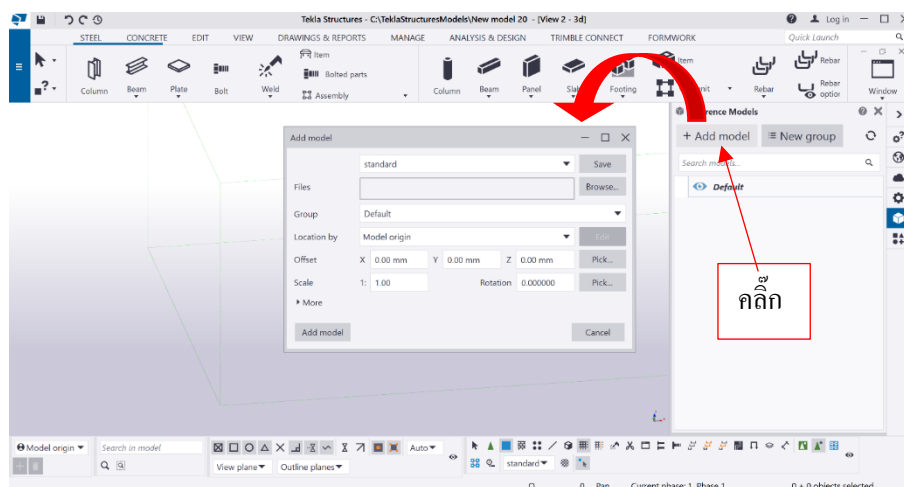 Tekla Structures - C:\TeklaStructuresModels\New model 20 - [View 2 - 3d]
Log in
STEEL CONCRETE EDIT VIEW DRAWINGS & REPORTS MANAGE ANALYSIS & DESIGN TRIMBLE CONNECT FORMWORK Quick Launch
Item
Bolted parts
Assembly
Column Beam Plate Bolt Weld Column Beam Panel Footing Rebar Rebar Rebar Window
Models
+ Add model New group
Search models...
Default
Add model
standard Save
Files Browse...
Group Default
Location by Model origin Edit
Offset X 0.00 mm Y 0.00 mm Z 0.00 mm Pick...
Scale 1: 1.00 Rotation 0.000000 Pick...
More
Add model Cancel
คลิ๊ก
Model origin Search in model Auto
View plane Outline planes standard
O 0 Pan Current phase: 1, Phase 1 0 + 0 objects selected